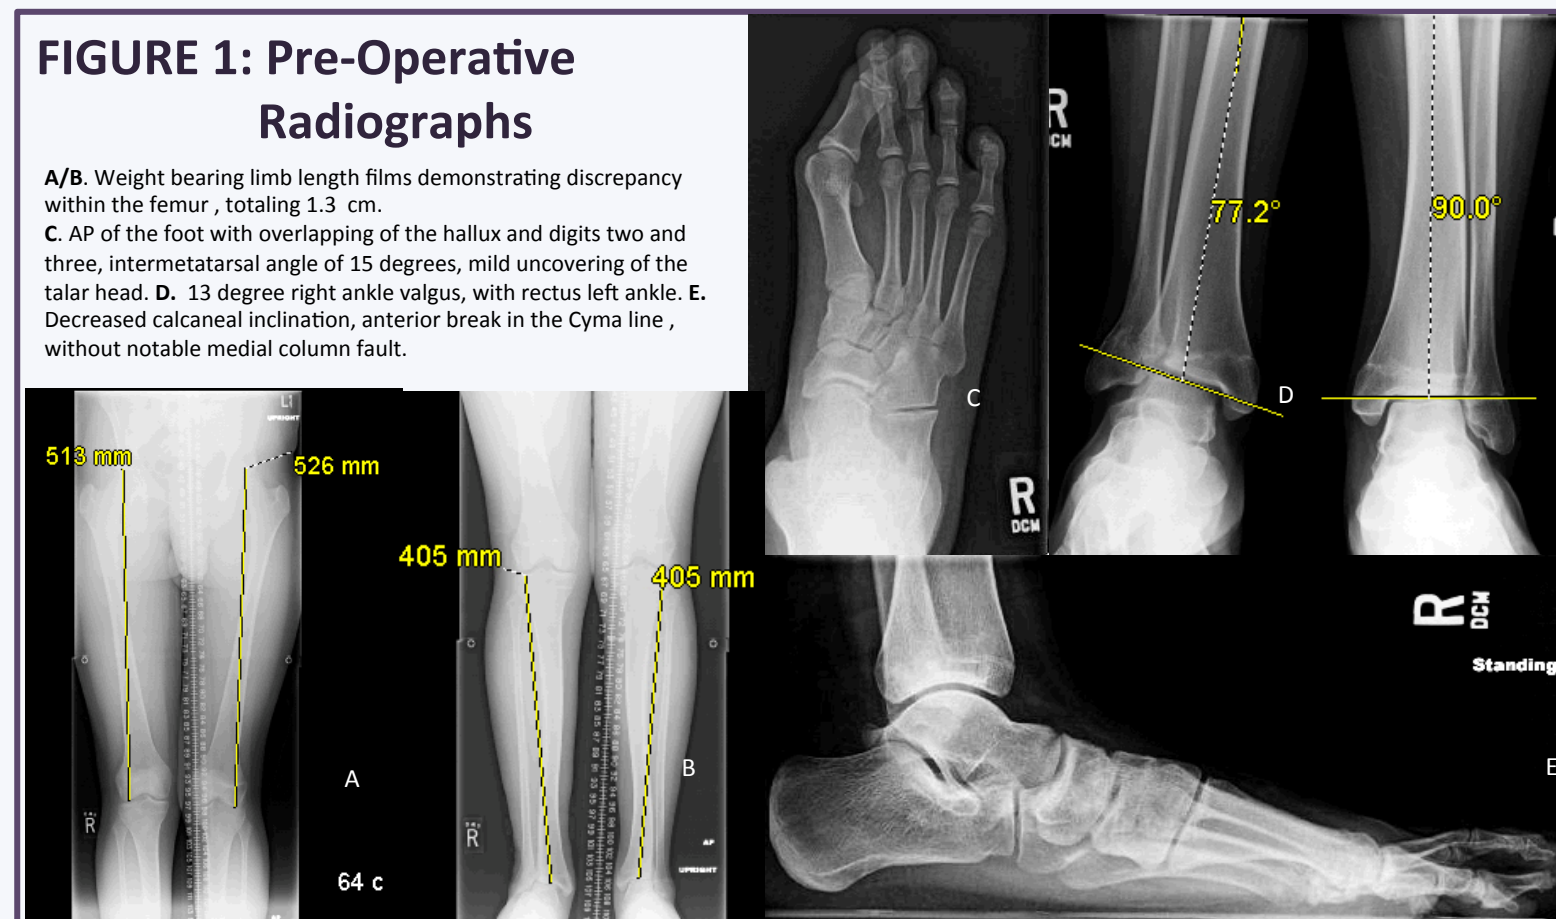 FIGURE 1: Pre-Operative
Radiographs
A/B. Weight bearing limb length films demonstrating discrepancy
within the femur , totaling 1.3 cm.
C. AP of the foot with overlapping of the hallux and digits two and
three, intermetatarsal angle of 15 degrees, mild uncovering of the
talar head. D. 13 degree right ankle valgus, with rectus left ankle. E.
Decreased calcaneal inclination, anterior break in the Cyma line ,
without notable medial column fault.
UPRIGHT
513 mm
526 mm
A
R
64 c
405 mm
405 mm
B
R
AP
UPRIGHT
C
R
DCM
R
CM
77.2°
D
90.0°
R
DCM
Standing
E